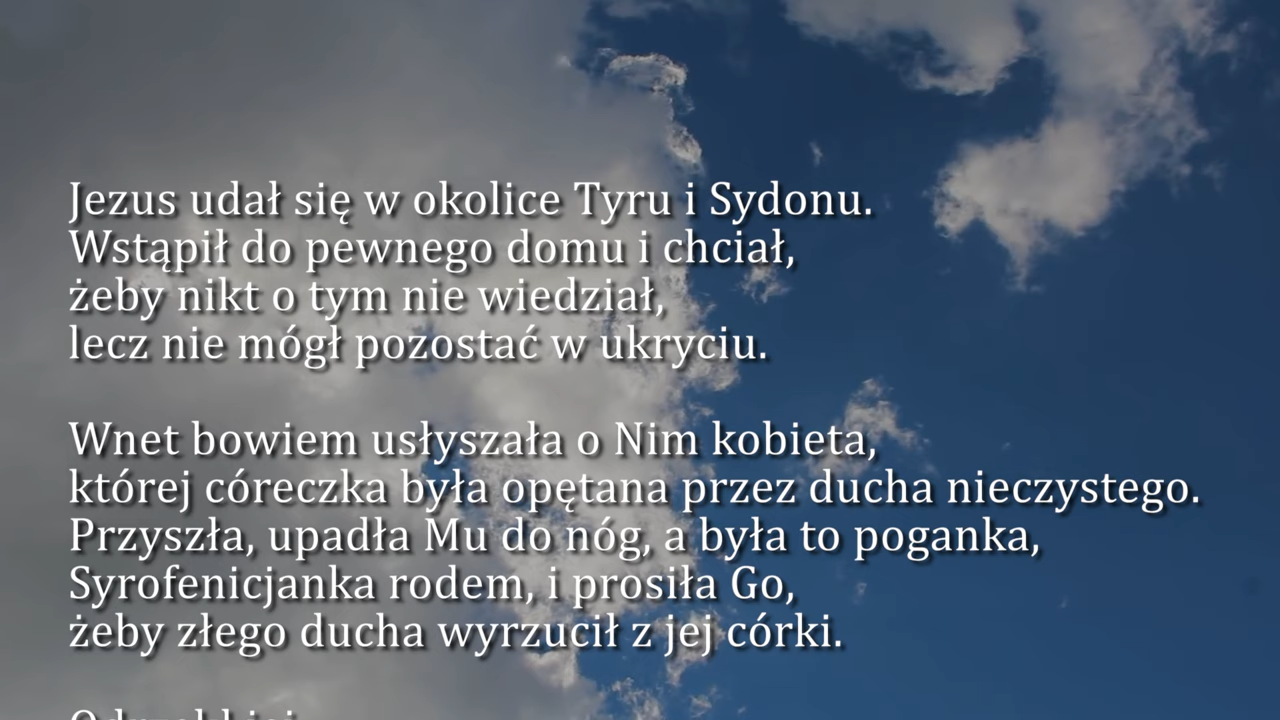 Jezus udał się w okolice Tyru i Sydonu.
Wstąpił do pewnego domu i chciał,
żeby nikt o tym nie wiedział,
lecz nie mógł pozostać w ukryciu.
Wnet bowiem usłyszała o Nim kobieta,
której córeczka była opętana przez ducha nieczystego.
Przyszła, upadła Mu do nóg, a była to poganka,
Syrofenicjanka rodem, i prosiła Go,
żeby złego ducha wyrzucił z jej córki.